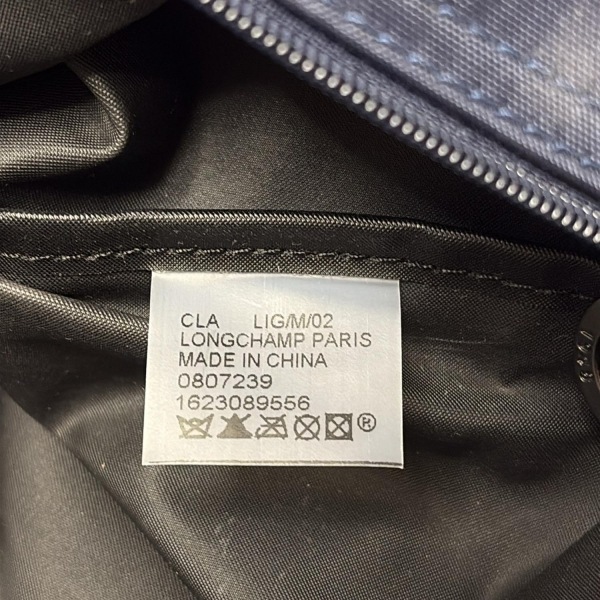 CLA LIG/M/02
LONGCHAMP PARIS
MADE IN CHINA
0807239
1623089556
®